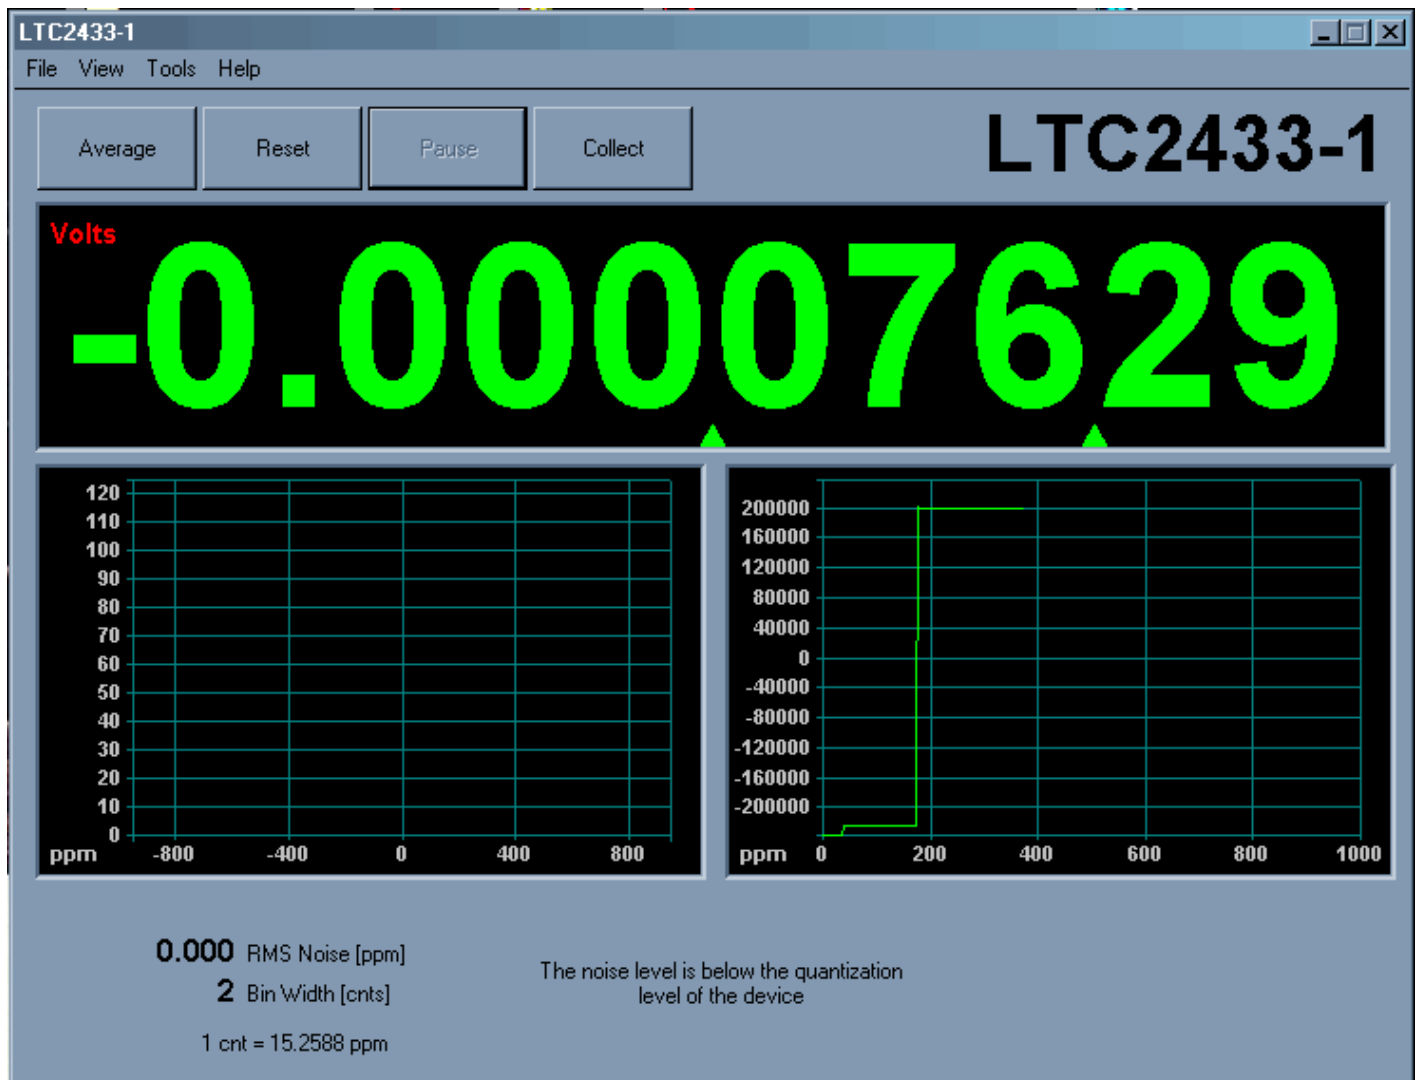 LTC2433-1
File View Tools Help
Average Reset Pause Collect
LTC2433-1
Volts
-0.00007629
120
110
100
90
80
70
60
50
40
30
20
10
0
ppm -800 -400 0 400 800
200000
160000
120000
80000
40000
0
-40000
-80000
-120000
-160000
-200000
ppm 0 200 400 600 800 1000
0.000 RMS Noise [ppm]
2 Bin Width [cnts]
1 cnt = 15.2588 ppm
The noise level is below the quantization
level of the device